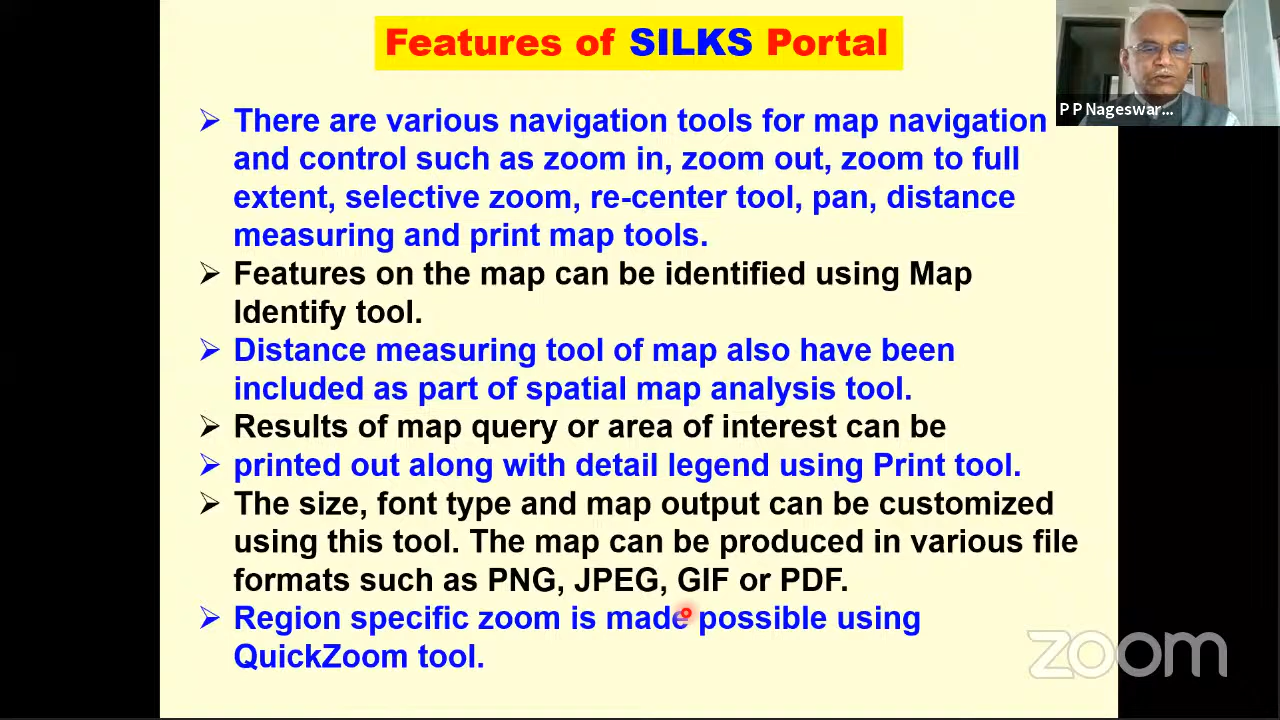 Features of SILKS Portal
P P Nageswar...
➢ There are various navigation tools for map navigation
and control such as zoom in, zoom out, zoom to full
extent, selective zoom, re-center tool, pan, distance
measuring and print map tools.
➢ Features on the map can be identified using Map
Identify tool.
➢ Distance measuring tool of map also have been
included as part of spatial map analysis tool.
➢ Results of map query or area of interest can be
➢ printed out along with detail legend using Print tool.
➢ The size, font type and map output can be customized
using this tool. The map can be produced in various file
formats such as PNG, JPEG, GIF or PDF.
➢ Region specific zoom is made possible using
QuickZoom tool.
zoom